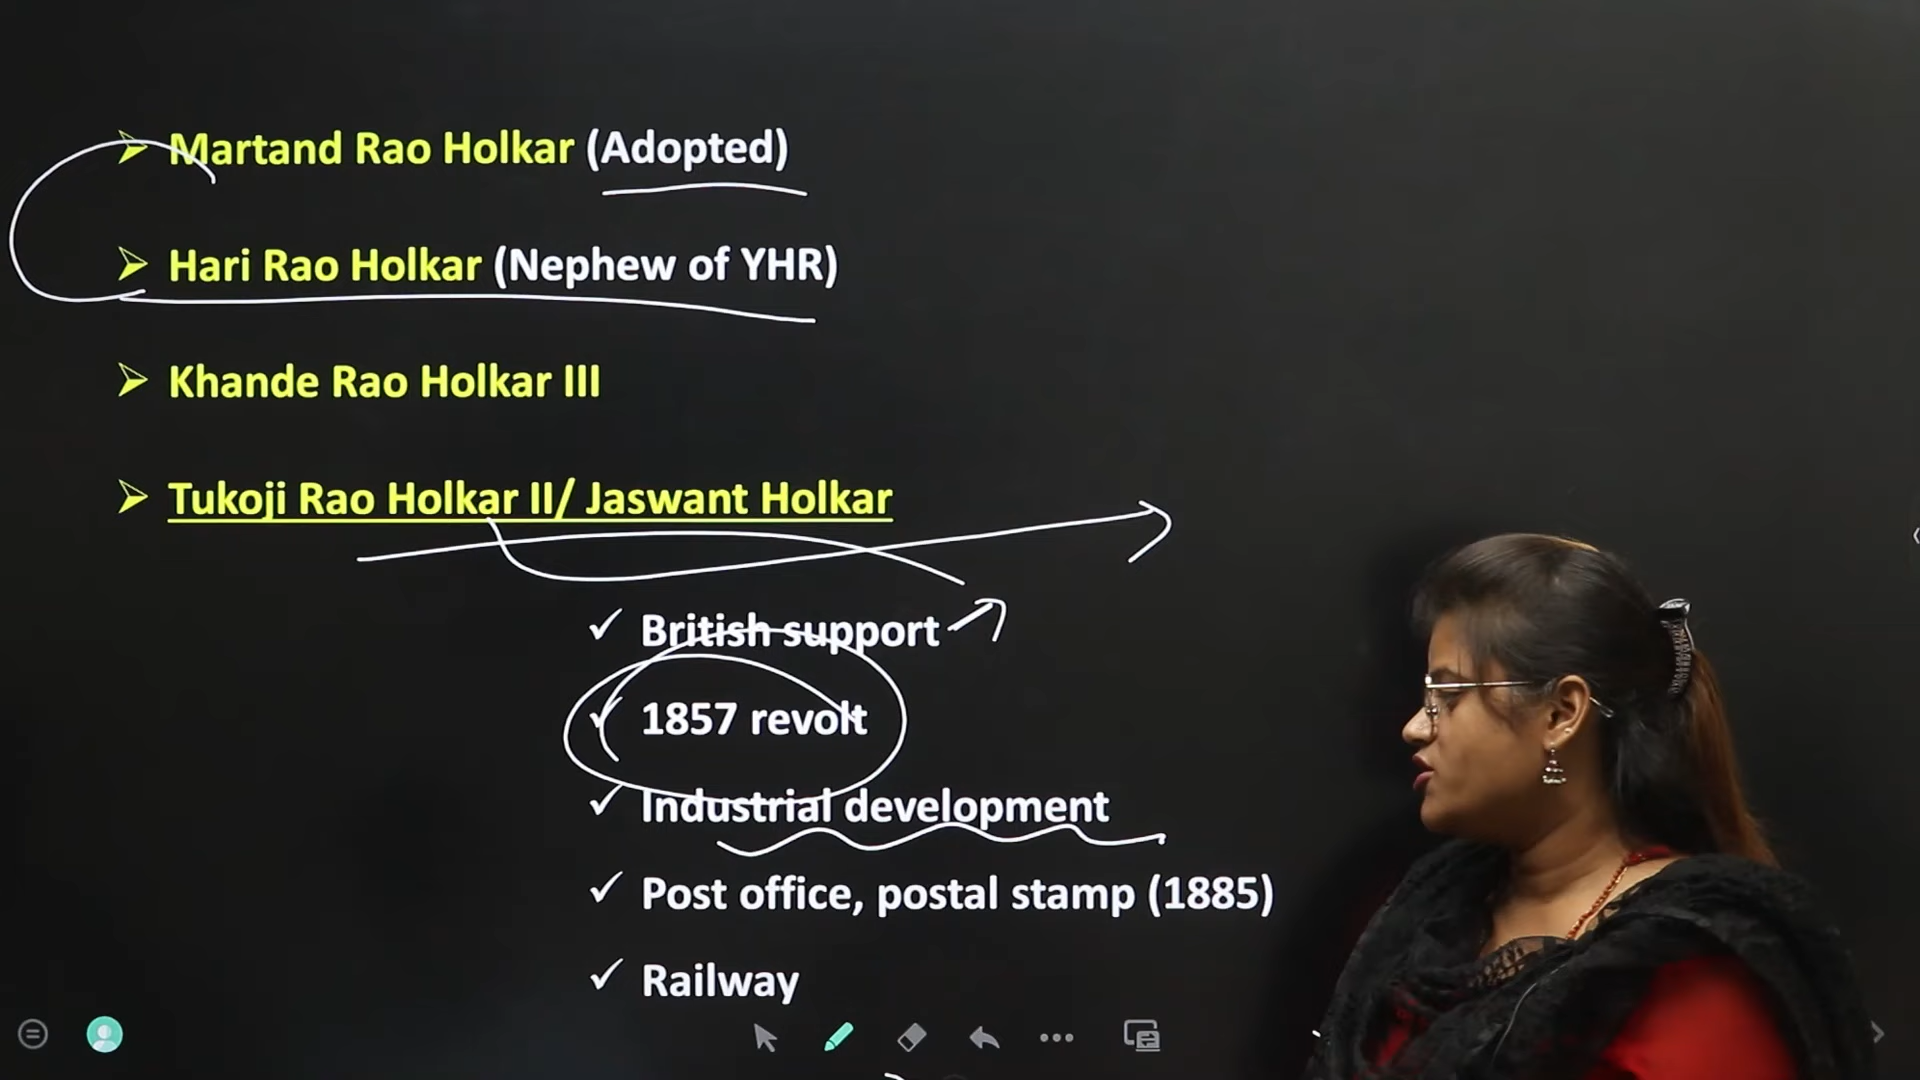 ➢ Martand Rao Holkar (Adopted)
➢ Hari Rao Holkar (Nephew of YHR)
➢ Khande Rao Holkar III
➢ Tukoji Rao Holkar II/ Jaswant Holkar
✓ British support
✓ 1857 revolt
✓ Industrial development
✓ Post office, postal stamp (1885)
✓ Railway